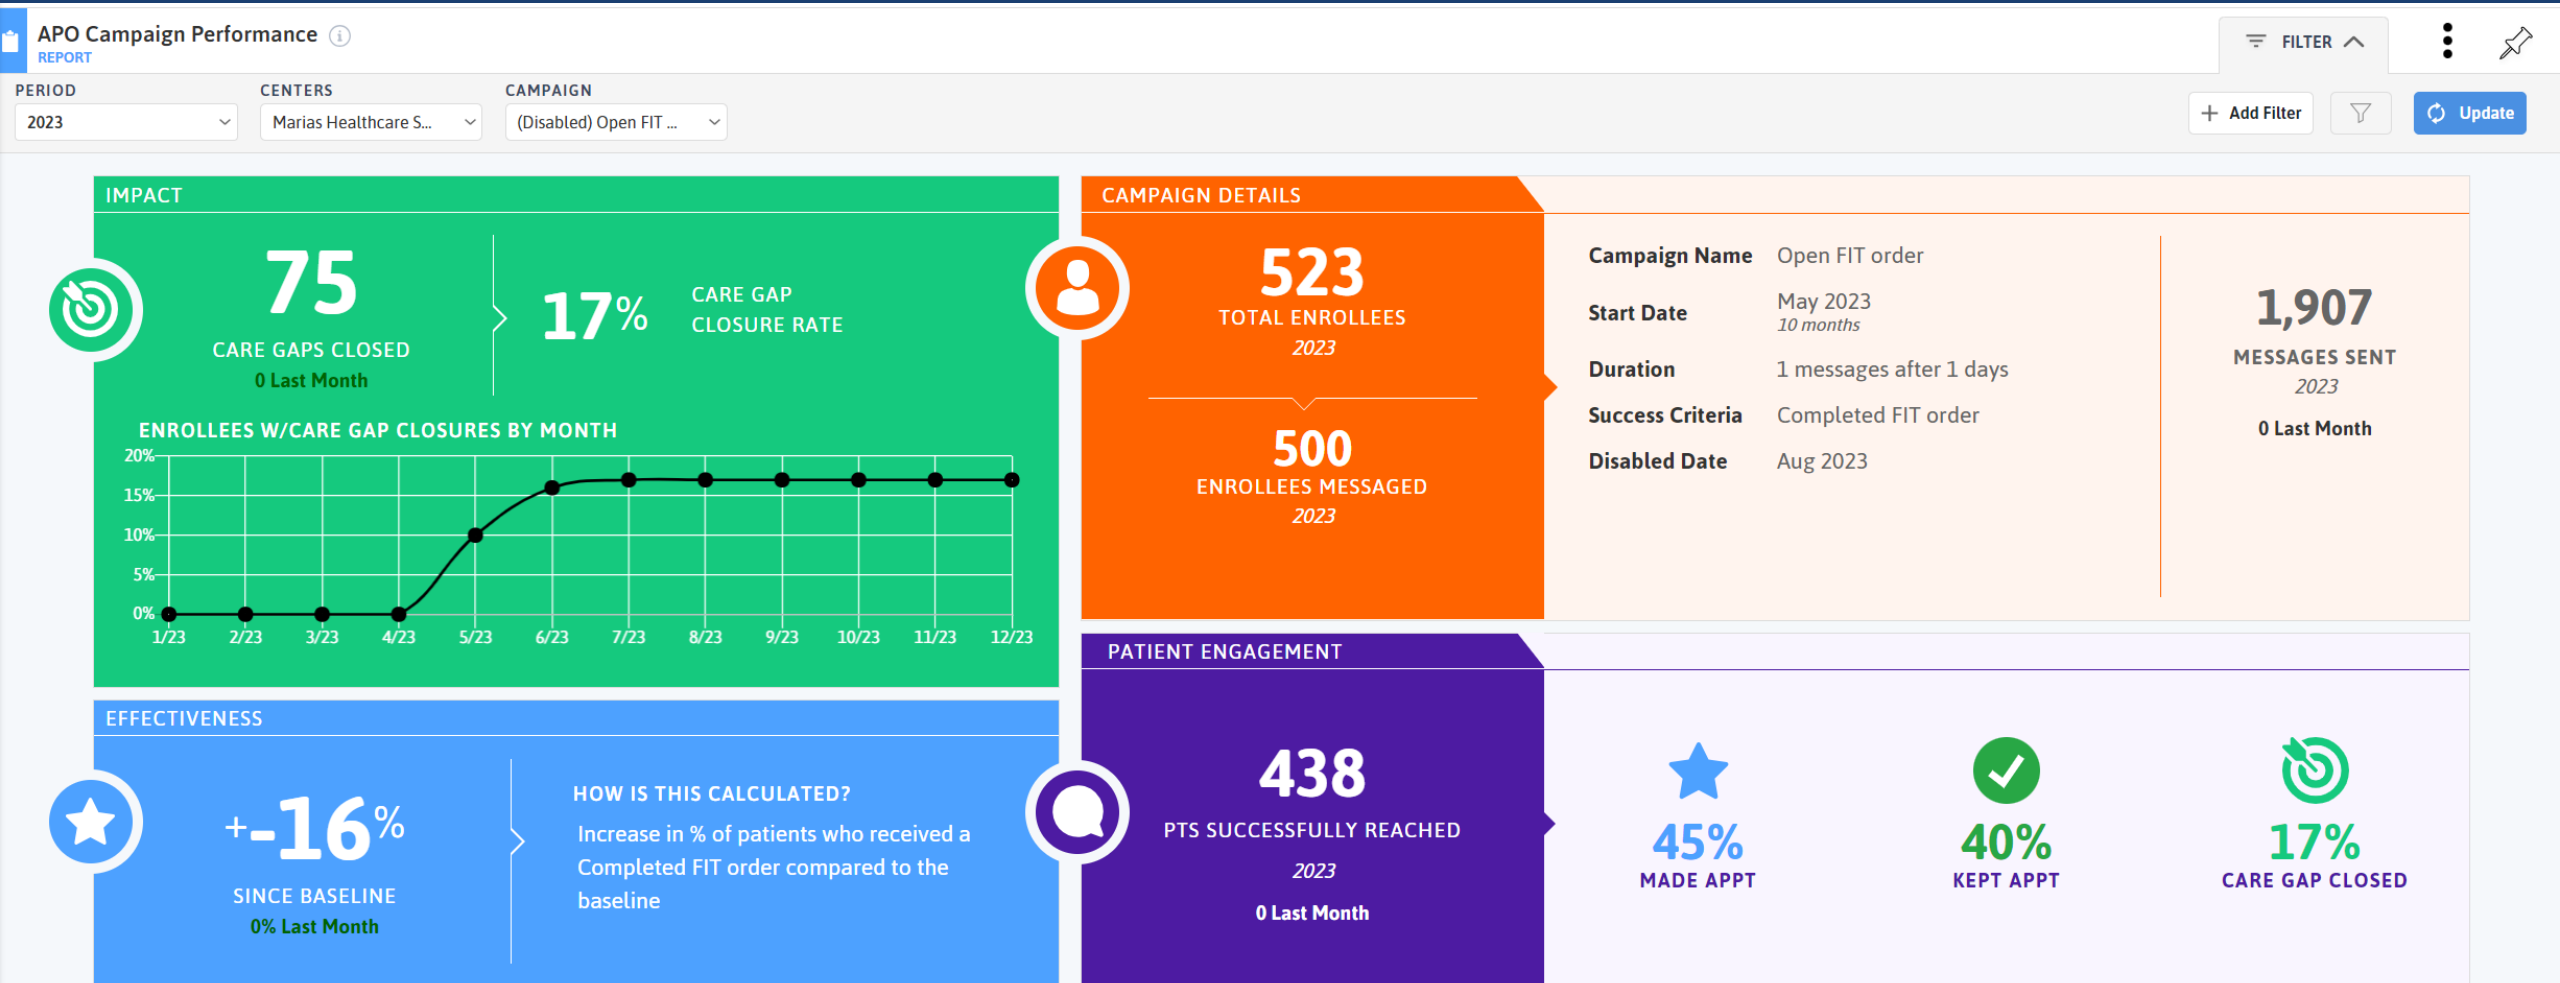 APO Campaign Performance
REPORT
FILTER
PERIOD
CENTERS
CAMPAIGN
2023
Marias Healthcare S...
(Disabled) Open FIT ...
Add Filter
Update
IMPACT
75
CARE GAPS CLOSED
0 Last Month
17%
CARE GAP
CLOSURE RATE
ENROLLEES W/CARE GAP CLOSURES BY MONTH
20%
15%
10%
5%
0%
1/23 2/23 3/23 4/23 5/23 6/23 7/23 8/23 9/23 10/23 11/23 12/23
CAMPAIGN DETAILS
523
TOTAL ENROLLEES
2023
500
ENROLLEES MESSAGED
2023
Campaign Name Open FIT order
Start Date May 2023
10 months
Duration 1 messages after 1 days
Success Criteria Completed FIT order
Disabled Date Aug 2023
1,907
MESSAGES SENT
2023
0 Last Month
EFFECTIVENESS
+-16%
SINCE BASELINE
0% Last Month
HOW IS THIS CALCULATED?
Increase in % of patients who received a
Completed FIT order compared to the
baseline
PATIENT ENGAGEMENT
438
PTS SUCCESSFULLY REACHED
2023
0 Last Month
45%
MADE APPT
40%
KEPT APPT
17%
CARE GAP CLOSED